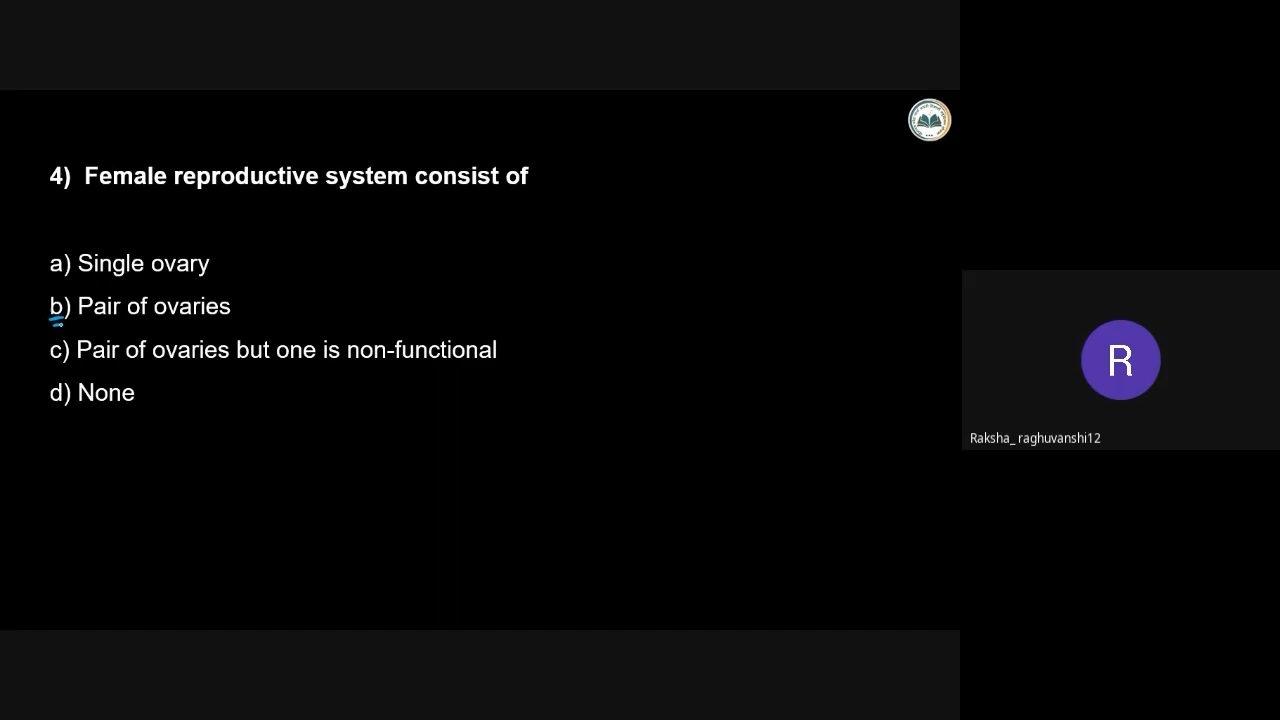 4) Female reproductive system consist of
a) Single ovary
b) Pair of ovaries
c) Pair of ovaries but one is non-functional
d) None
R
Raksha_ raghuvanshi12